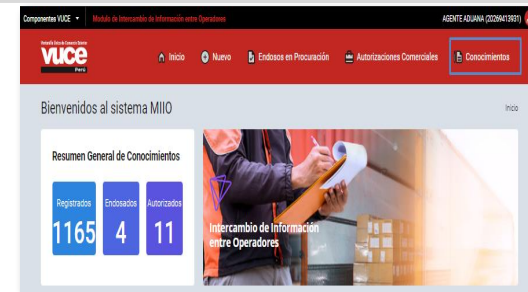 Componentes VUCE Modulo de Intercambio de Información entre Operadores AGENTE ADUANA (20269413931)
Ventanilla Única de Comercio Exterior
vuce
Perú
Inicio Nuevo Endosos en Procuración Autorizaciones Comerciales Conocimientos
Bienvenidos al sistema MIIO Inicio
Resumen General de Conocimientos
Registrados Endosados Autorizados
1165 4 11
Intercambio de Información
entre Operadores